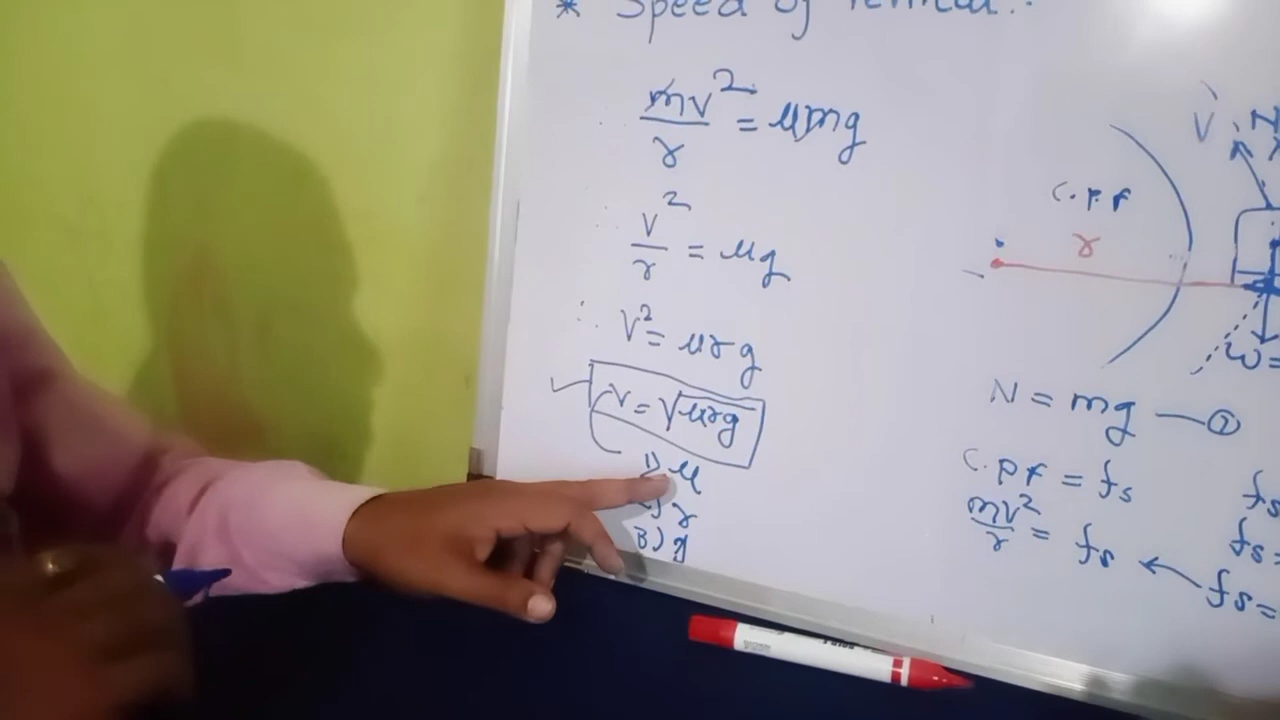 * Speed of
mv²/r = μmg
v²/r = μg
∴ v² = μrg
v = √μrg
1) μ
r
3) g
v
C.P.F
r
N = mg — ②
C.PF = fs
mv²/r = fs
fs
fs=
fs=
ω=